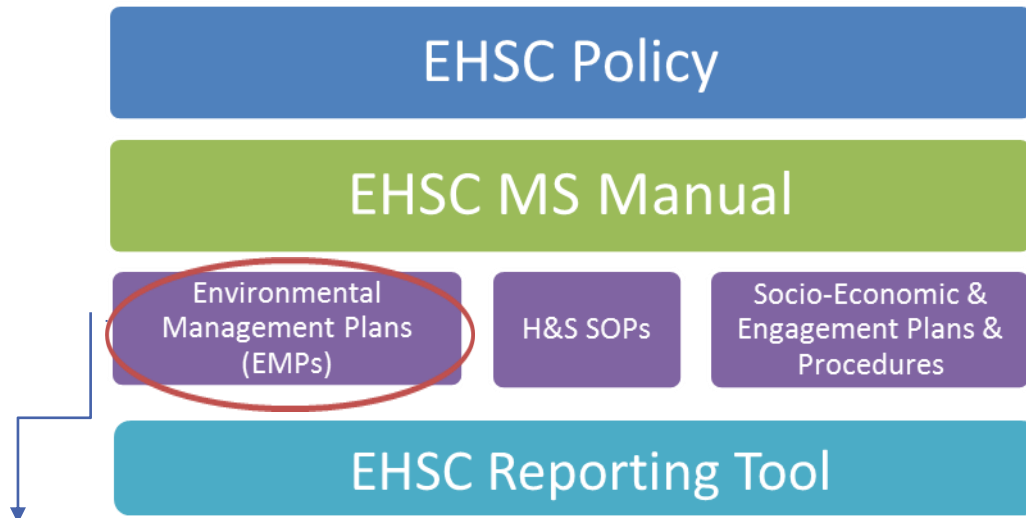 EHSC Policy
EHSC MS Manual
Environmental
Management Plans
(EMPs)
H&S SOPs
Socio-Economic &
Engagement Plans &
Procedures
EHSC Reporting Tool